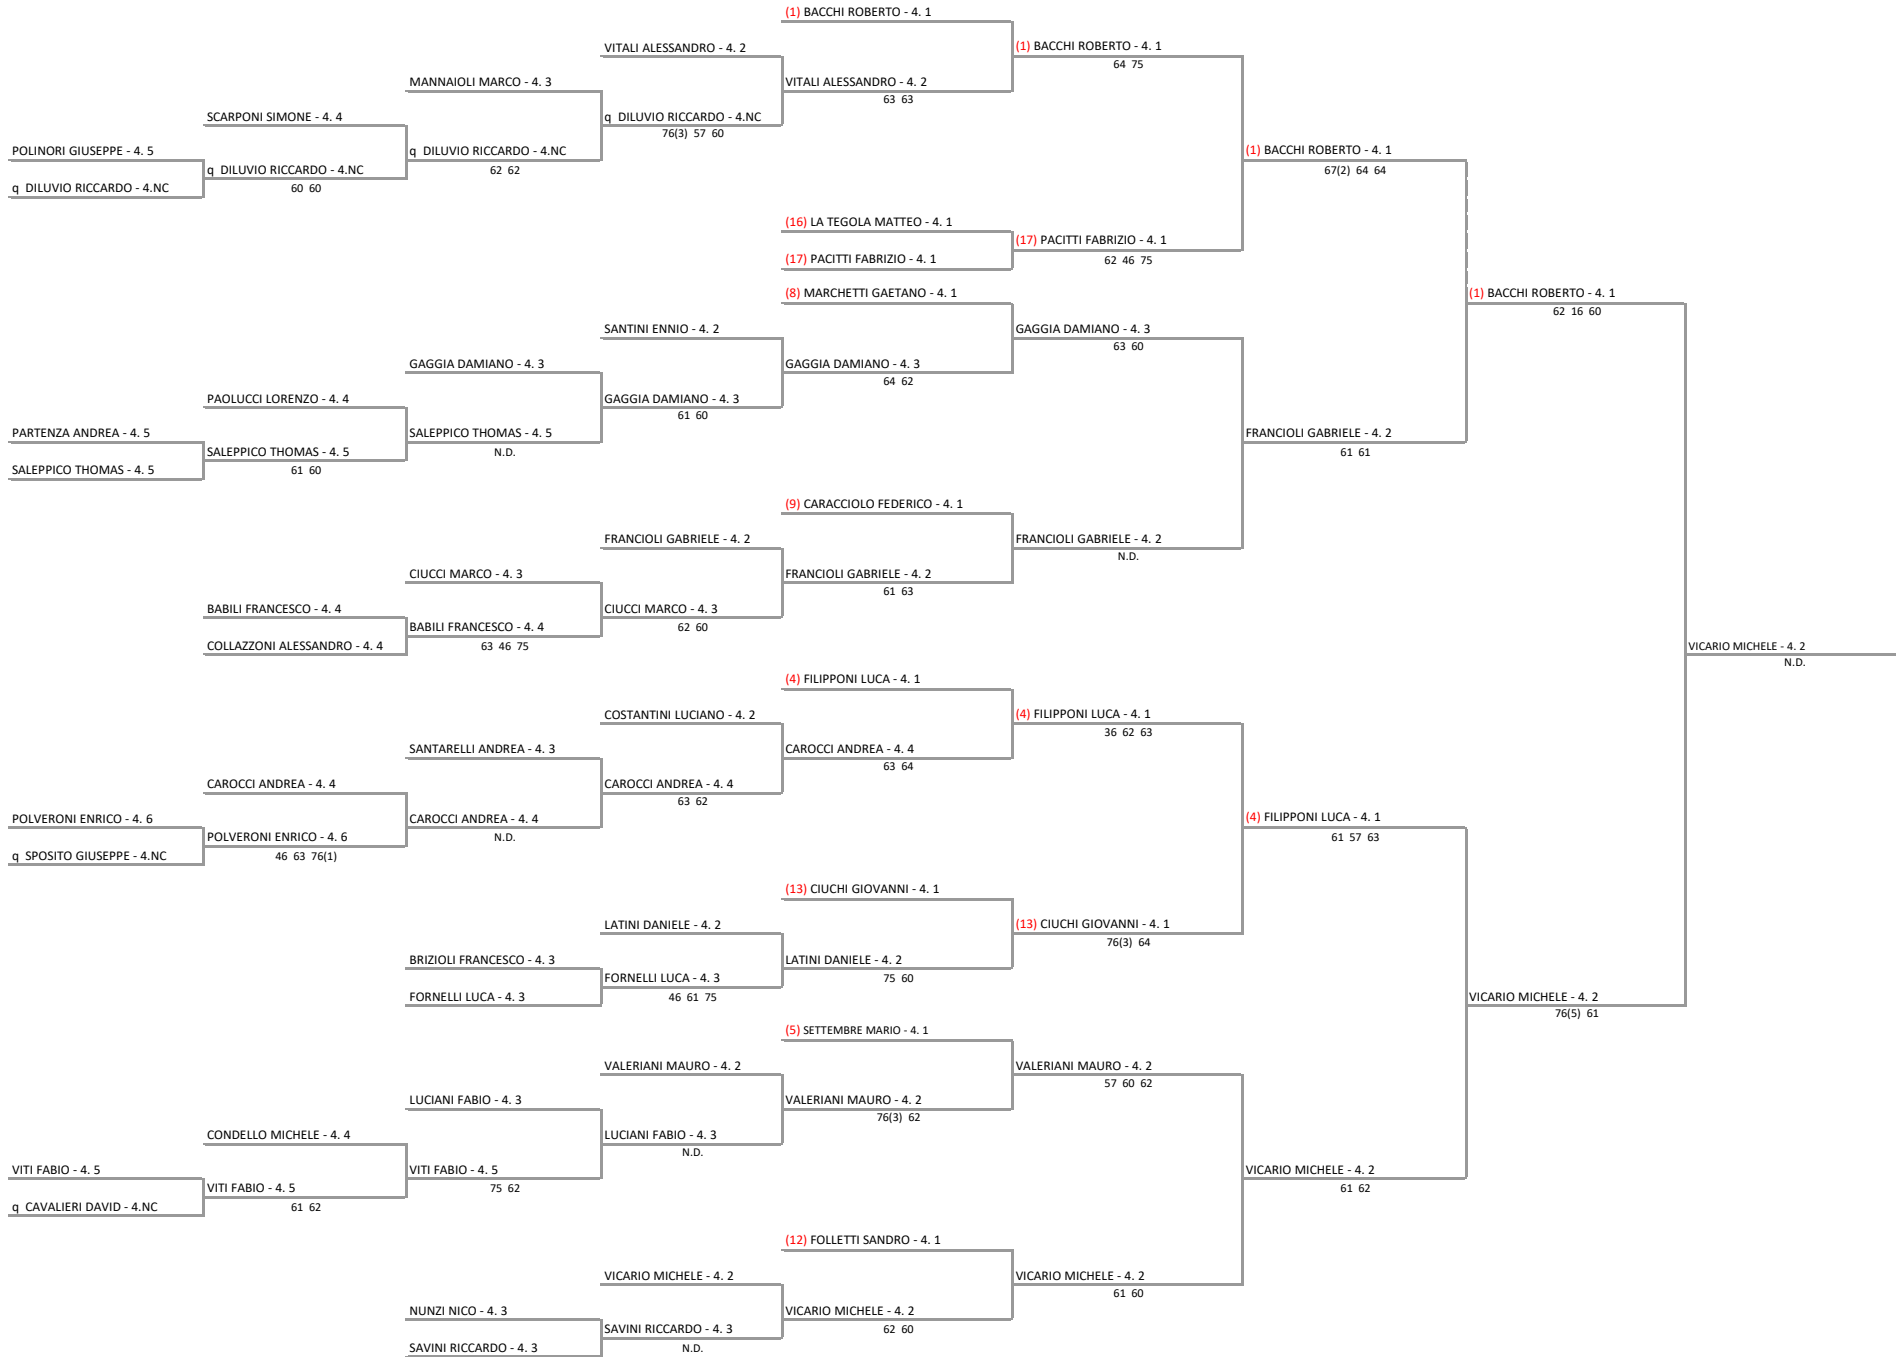 (1) BACCHI ROBERTO - 4. 1
VITALI ALESSANDRO - 4. 2
(1) BACCHI ROBERTO - 4. 1
64 75
MANNAIOLI MARCO - 4. 3
VITALI ALESSANDRO - 4. 2
63 63
SCARPONI SIMONE - 4. 4
q DILUVIO RICCARDO - 4.NC
76(3) 57 60
POLINORI GIUSEPPE - 4. 5
q DILUVIO RICCARDO - 4.NC
62 62
(1) BACCHI ROBERTO - 4. 1
67(2) 64 64
q DILUVIO RICCARDO - 4.NC
60 60
q DILUVIO RICCARDO - 4.NC
(16) LA TEGOLA MATTEO - 4. 1
(17) PACITTI FABRIZIO - 4. 1
62 46 75
(17) PACITTI FABRIZIO - 4. 1
(8) MARCHETTI GAETANO - 4. 1
(1) BACCHI ROBERTO - 4. 1
62 16 60
SANTINI ENNIO - 4. 2
GAGGIA DAMIANO - 4. 3
63 60
GAGGIA DAMIANO - 4. 3
GAGGIA DAMIANO - 4. 3
64 62
PAOLUCCI LORENZO - 4. 4
GAGGIA DAMIANO - 4. 3
61 60
PARTENZA ANDREA - 4. 5
SALEPPICO THOMAS - 4. 5
N.D.
FRANCIOLI GABRIELE - 4. 2
61 61
SALEPPICO THOMAS - 4. 5
61 60
SALEPPICO THOMAS - 4. 5
(9) CARACCIOLO FEDERICO - 4. 1
FRANCIOLI GABRIELE - 4. 2
FRANCIOLI GABRIELE - 4. 2
N.D.
CIUCCI MARCO - 4. 3
FRANCIOLI GABRIELE - 4. 2
61 63
BABILI FRANCESCO - 4. 4
CIUCCI MARCO - 4. 3
62 60
BABILI FRANCESCO - 4. 4
63 46 75
COLLAZZONI ALESSANDRO - 4. 4
VICARIO MICHELE - 4. 2
N.D.
(4) FILIPPONI LUCA - 4. 1
COSTANTINI LUCIANO - 4. 2
(4) FILIPPONI LUCA - 4. 1
36 62 63
SANTARELLI ANDREA - 4. 3
CAROCCI ANDREA - 4. 4
63 64
CAROCCI ANDREA - 4. 4
CAROCCI ANDREA - 4. 4
63 62
POLVERONI ENRICO - 4. 6
CAROCCI ANDREA - 4. 4
N.D.
(4) FILIPPONI LUCA - 4. 1
61 57 63
POLVERONI ENRICO - 4. 6
46 63 76(1)
q SPOSITO GIUSEPPE - 4.NC
(13) CIUCHI GIOVANNI - 4. 1
LATINI DANIELE - 4. 2
(13) CIUCHI GIOVANNI - 4. 1
76(3) 64
BRIZIOLI FRANCESCO - 4. 3
LATINI DANIELE - 4. 2
75 60
FORNELLI LUCA - 4. 3
46 61 75
FORNELLI LUCA - 4. 3
VICARIO MICHELE - 4. 2
76(5) 61
(5) SETTEMBRE MARIO - 4. 1
VALERIANI MAURO - 4. 2
VALERIANI MAURO - 4. 2
57 60 62
LUCIANI FABIO - 4. 3
VALERIANI MAURO - 4. 2
76(3) 62
CONDELLO MICHELE - 4. 4
LUCIANI FABIO - 4. 3
N.D.
VITI FABIO - 4. 5
VITI FABIO - 4. 5
75 62
VICARIO MICHELE - 4. 2
61 62
VITI FABIO - 4. 5
61 62
q CAVALIERI DAVID - 4.NC
(12) FOLLETTI SANDRO - 4. 1
VICARIO MICHELE - 4. 2
VICARIO MICHELE - 4. 2
61 60
NUNZI NICO - 4. 3
VICARIO MICHELE - 4. 2
62 60
SAVINI RICCARDO - 4. 3
N.D.
SAVINI RICCARDO - 4. 3